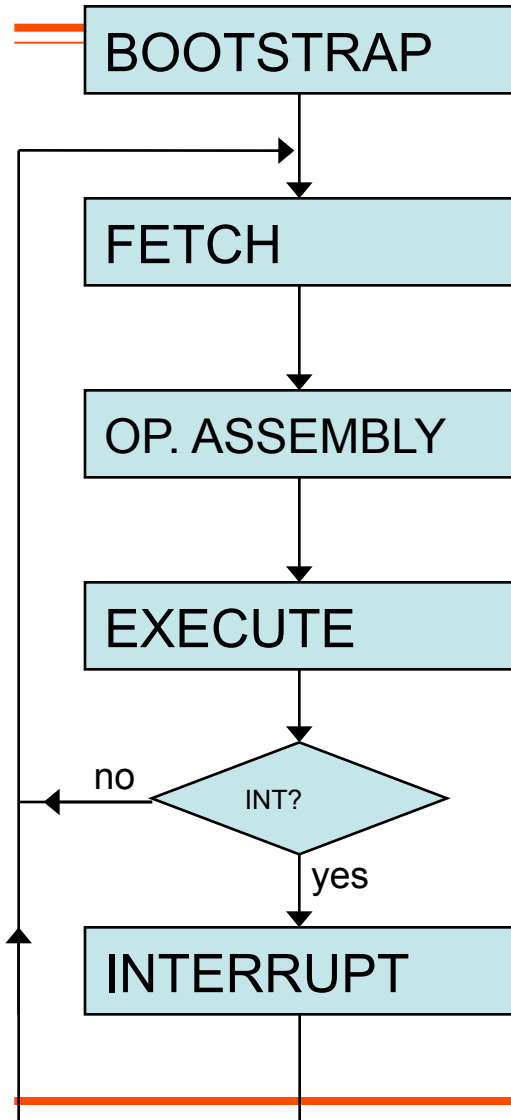 BOOTSTRAP
FETCH
OP. ASSEMBLY
EXECUTE
no
INT?
yes
INTERRUPT